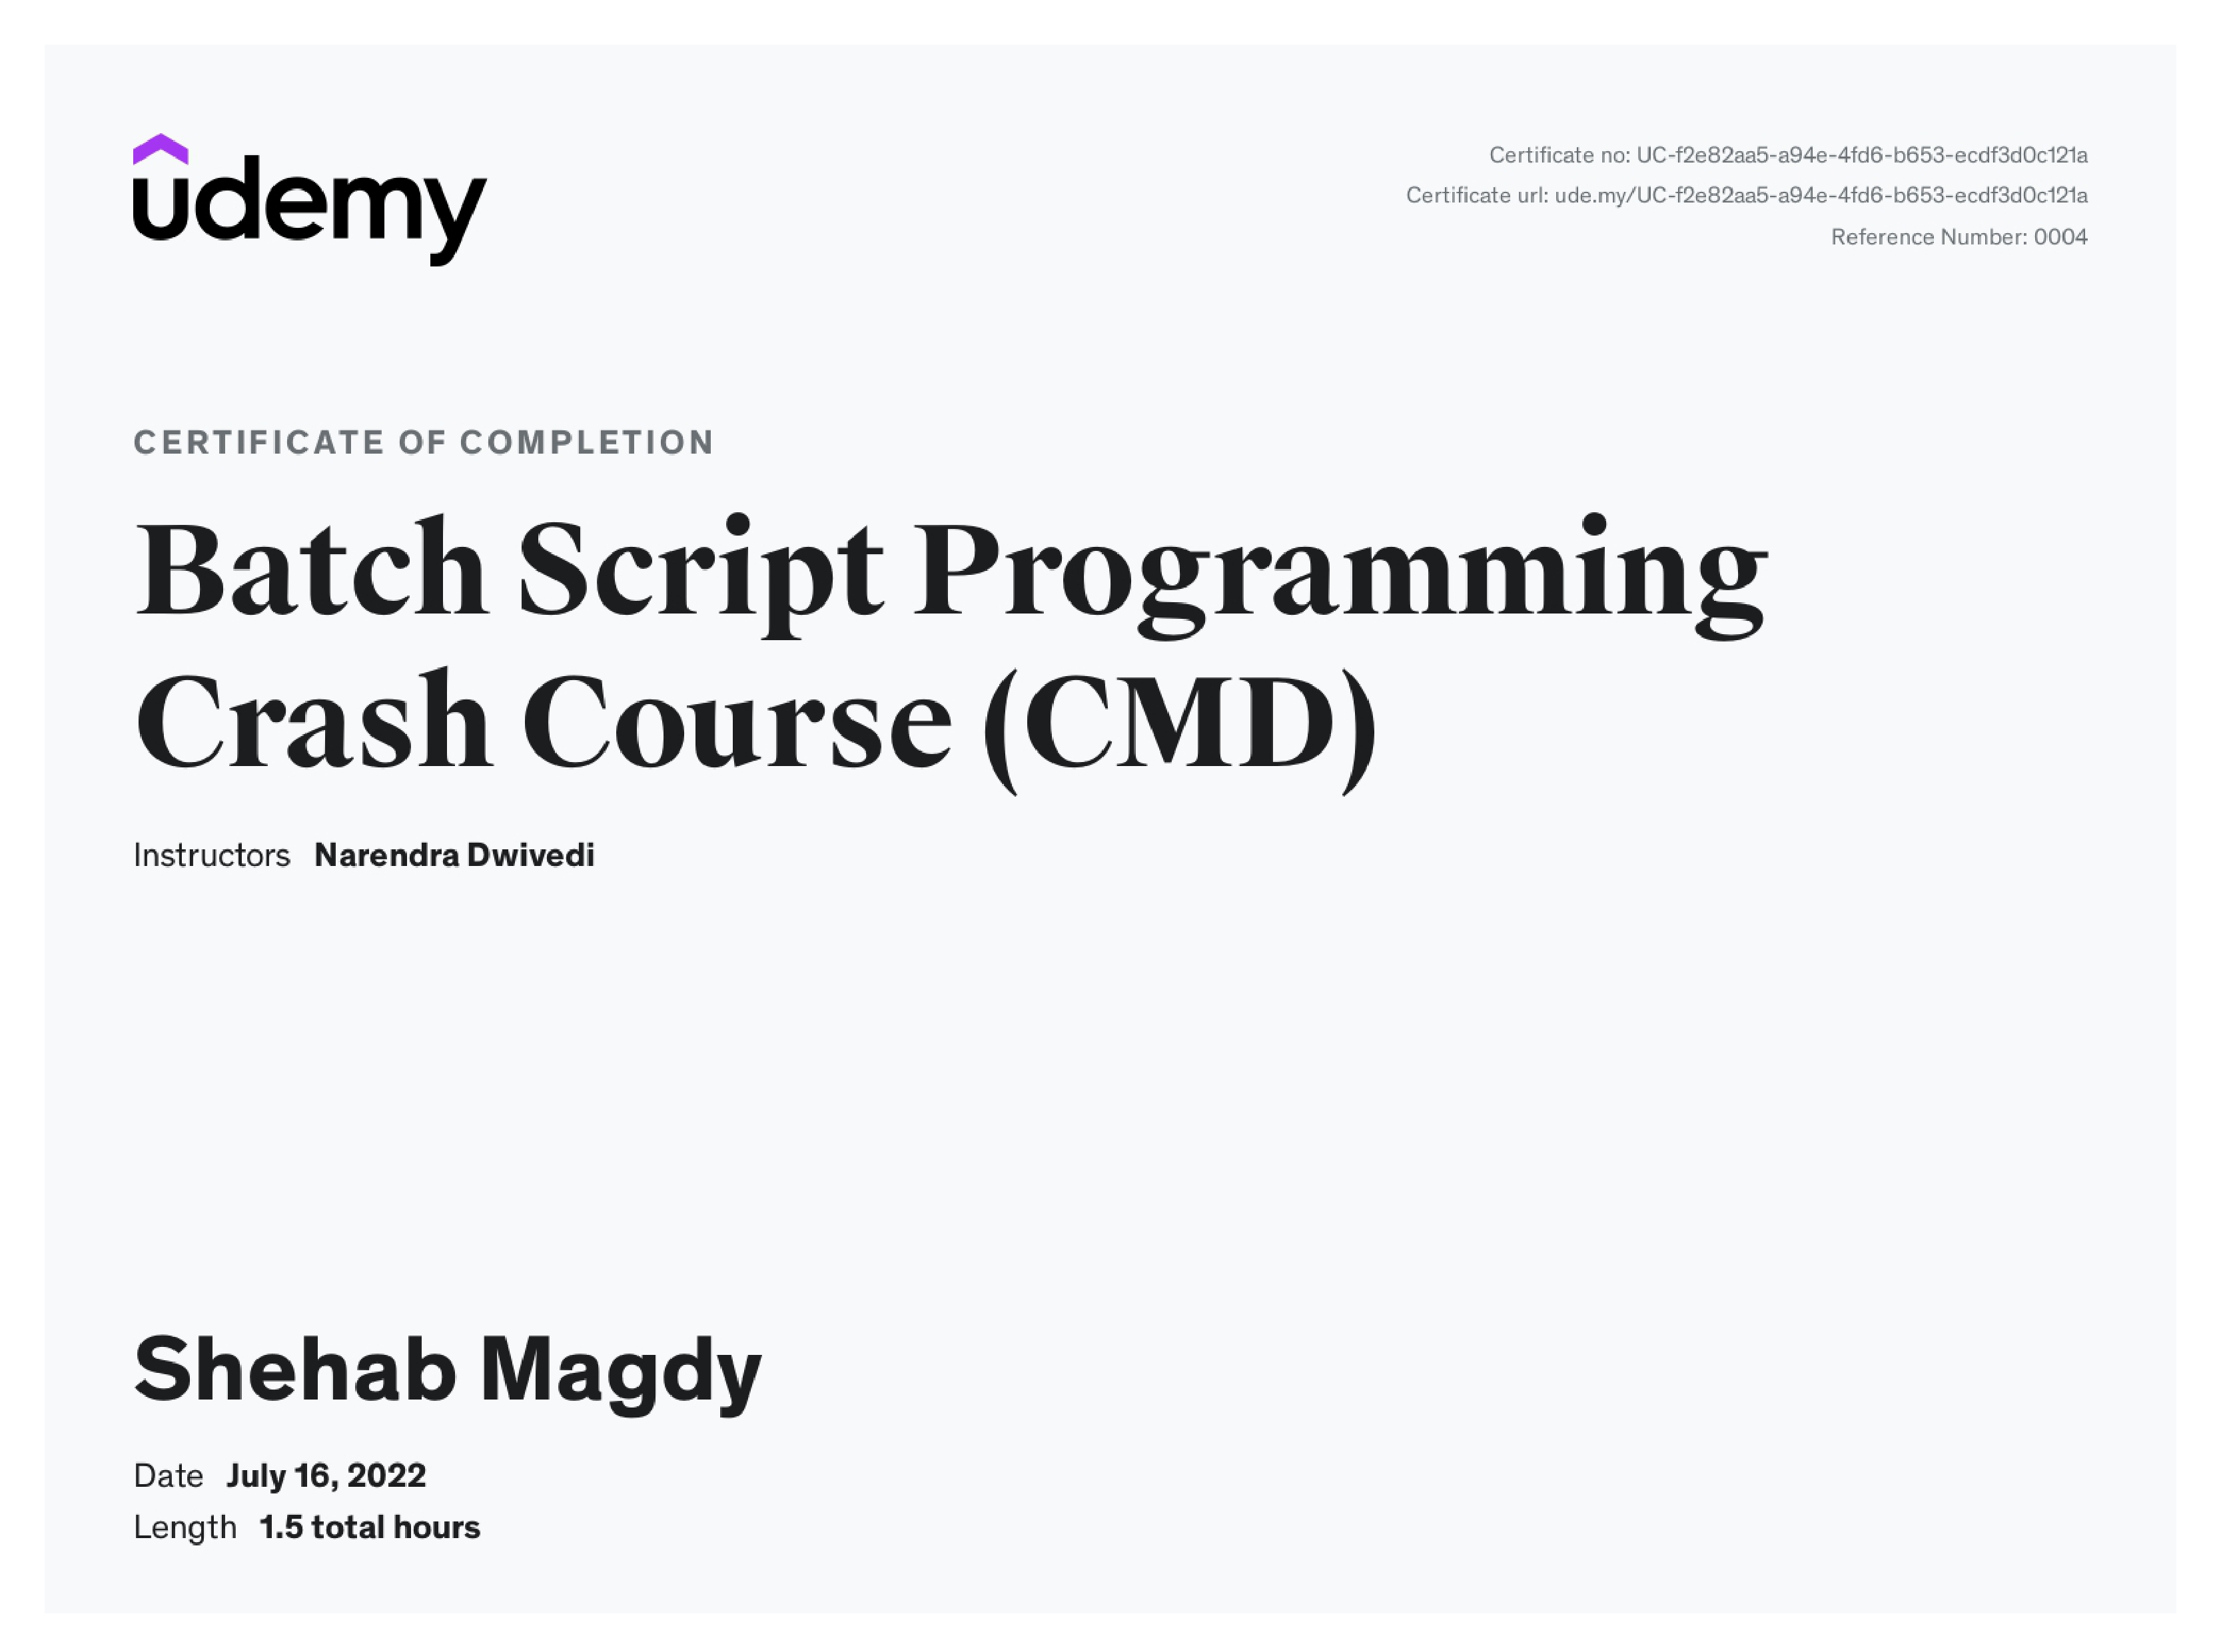 udemy
Certificate no: UC-f2e82aa5-a94e-4fd6-b653-ecdf3d0c121a
Certificate url: ude.my/UC-f2e82aa5-a94e-4fd6-b653-ecdf3d0c121a
Reference Number: 0004
CERTIFICATE OF COMPLETION
Batch Script Programming
Crash Course (CMD)
Instructors Narendra Dwivedi
Shehab Magdy
Date July 16, 2022
Length 1.5 total hours